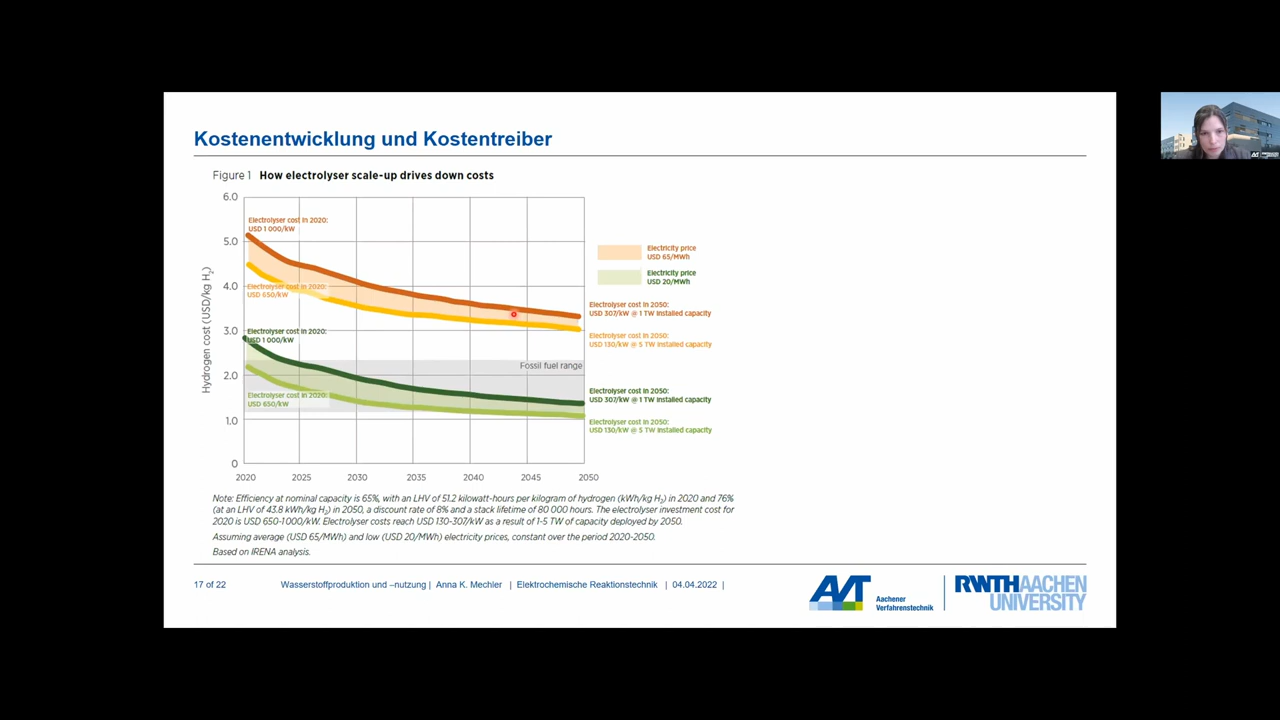 Kostenentwicklung und Kostentreiber
Figure 1 How electrolyser scale-up drives down costs
Hydrogen cost (USD/kg H2)
6.0
5.0
4.0
3.0
2.0
1.0
0
Electrolyser cost in 2020:
USD 1 000/kW
Electrolyser cost in 2020:
USD 650/kW
Electrolyser cost in 2020:
USD 1 000/kW
Electrolyser cost in 2020:
USD 650/kW
Fossil fuel range
2020
2025
2030
2035
2040
2045
2050
Electricity price
USD 65/MWh
Electricity price
USD 20/MWh
Electrolyser cost in 2050:
USD 307/kW @ 1 TW installed capacity
Electrolyser cost in 2050:
USD 130/kW @ 5 TW installed capacity
Electrolyser cost in 2050:
USD 307/kW @ 1 TW installed capacity
Electrolyser cost in 2050:
USD 130/kW @ 5 TW installed capacity
Note: Efficiency at nominal capacity is 65%, with an LHV of 51.2 kilowatt-hours per kilogram of hydrogen (kWh/kg H2) in 2020 and 76%
(at an LHV of 43.8 kWh/kg H2) in 2050, a discount rate of 8% and a stack lifetime of 80 000 hours. The electrolyser investment cost for
2020 is USD 650-1000/kW. Electrolyser costs reach USD 130-307/kW as a result of 1-5 TW of capacity deployed by 2050.
Assuming average (USD 65/MWh) and low (USD 20/MWh) electricity prices, constant over the period 2020-2050.
Based on IRENA analysis.
17 of 22
Wasserstoffproduktion und –nutzung | Anna K. Mechler | Elektrochemische Reaktionstechnik | 04.04.2022 |
AVT
Aachener
Verfahrenstechnik
RWTHAACHEN
UNIVERSITY